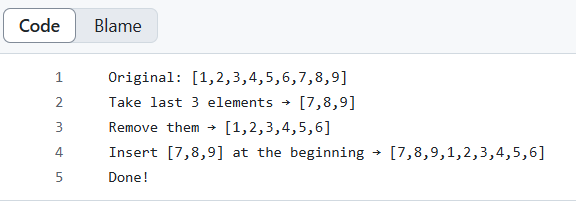 Code Blame
1 Original: [1,2,3,4,5,6,7,8,9]
2 Take last 3 elements → [7,8,9]
3 Remove them → [1,2,3,4,5,6]
4 Insert [7,8,9] at the beginning → [7,8,9,1,2,3,4,5,6]
5 Done!